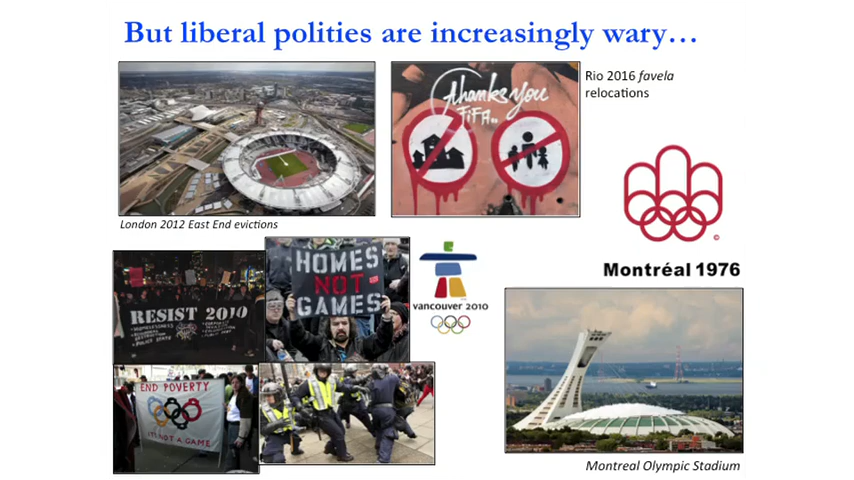 But liberal polities are increasingly wary…
thanks you
FIFA..
Rio 2016 favela
relocations
London 2012 East End evictions
©
Montréal 1976
HOMES
NOT
GAMES
vancouver 2010
RESIST 2010
END POVERTY
IT'S NOT A GAME
Montreal Olympic Stadium